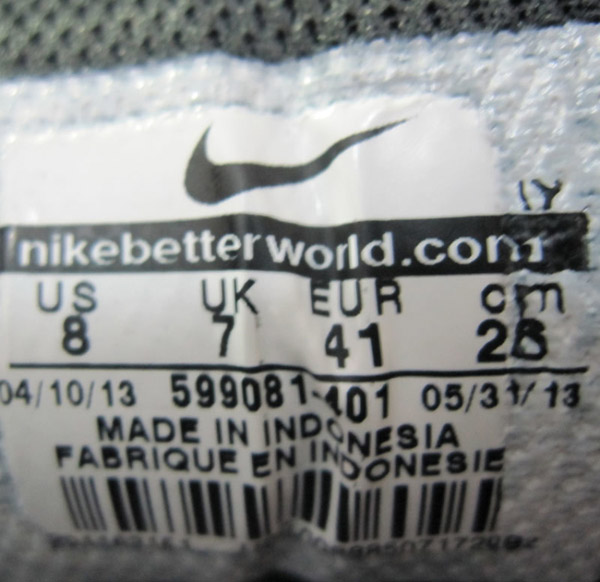 LY
nikebetterworld.com
US UK EUR cm
8 7 41 26
04/10/13 599081-401 05/31/13
MADE IN INDONESIA
FABRIQUE EN INDONESIE